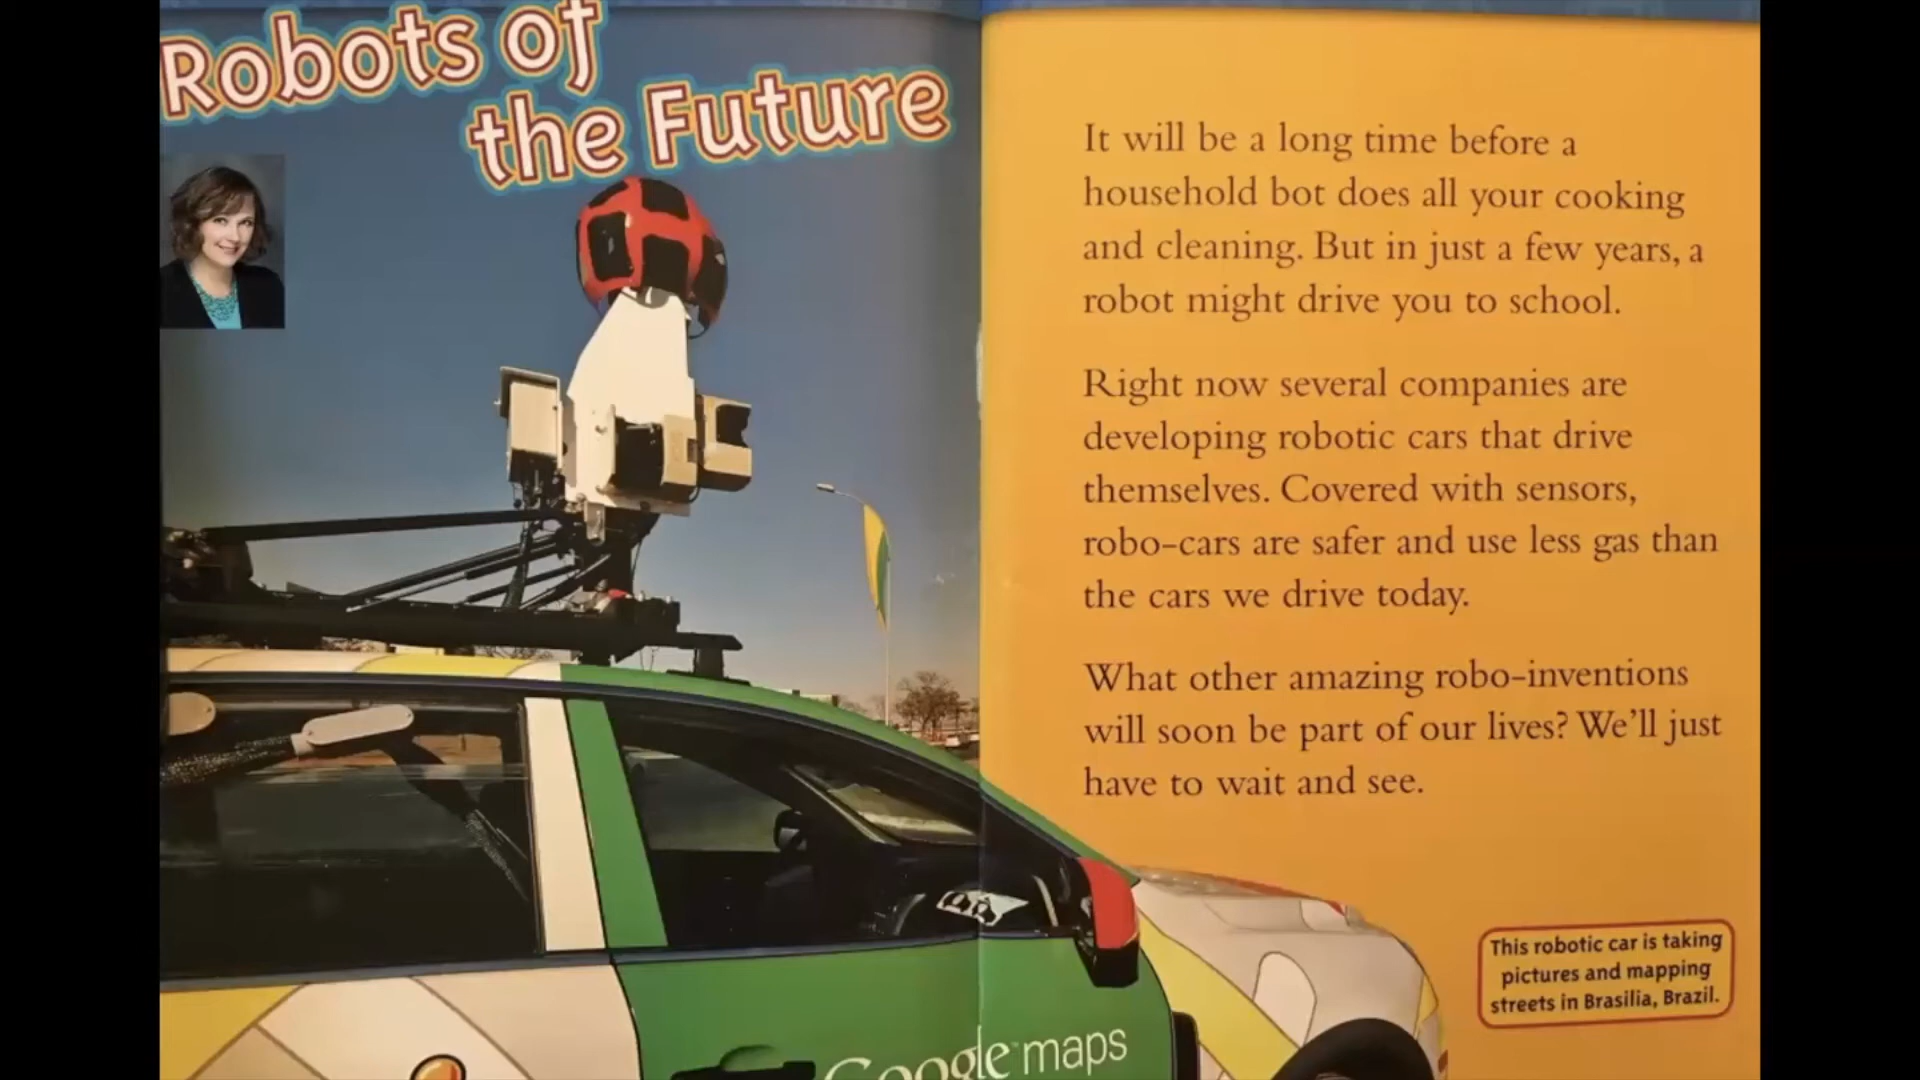 Robots of
the Future
It will be a long time before a
household bot does all your cooking
and cleaning. But in just a few years, a
robot might drive you to school.
Right now several companies are
developing robotic cars that drive
themselves. Covered with sensors,
robo-cars are safer and use less gas than
the cars we drive today.
What other amazing robo-inventions
will soon be part of our lives? We'll just
have to wait and see.
This robotic car is taking
pictures and mapping
streets in Brasilia, Brazil.
Google maps